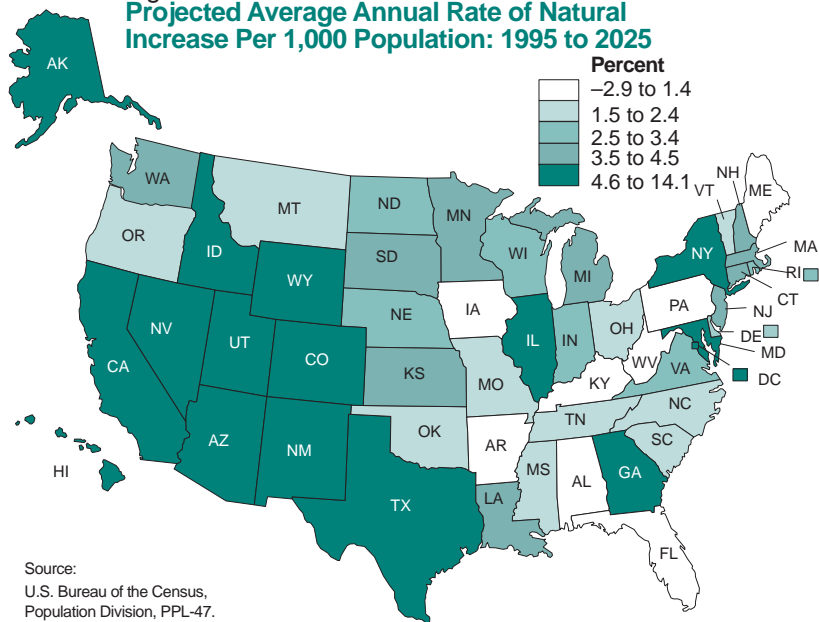 Projected Average Annual Rate of Natural
Increase Per 1,000 Population: 1995 to 2025
Percent
–2.9 to 1.4
1.5 to 2.4
2.5 to 3.4
3.5 to 4.5
4.6 to 14.1
AK
WA
MT
ND
MN
VT
NH
ME
OR
ID
SD
WI
MI
NY
MA
RI
CT
WY
NE
IA
PA
NJ
NV
UT
CO
IL
IN
OH
DE
MD
CA
KS
MO
KY
WV
VA
DC
AZ
NM
OK
AR
TN
NC
SC
HI
TX
LA
MS
AL
GA
FL
Source:
U.S. Bureau of the Census,
Population Division, PPL-47.